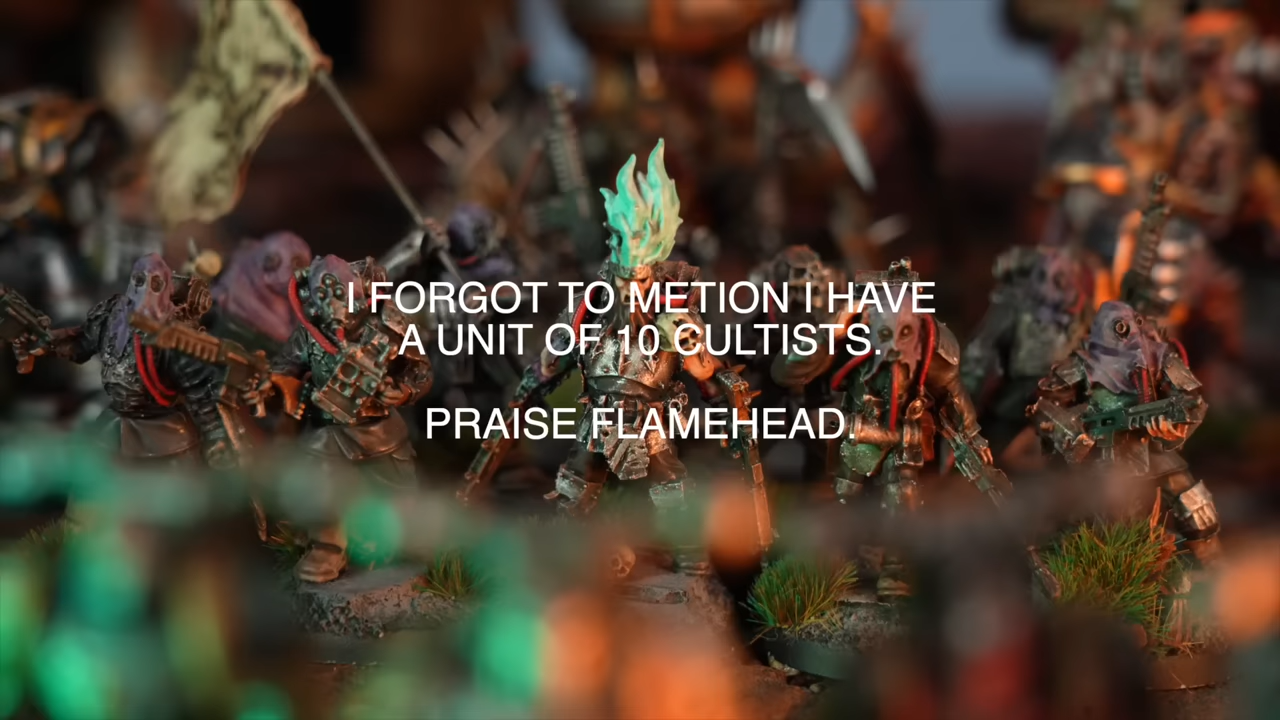 I FORGOT TO METION I HAVE
A UNIT OF 10 CULTISTS.
PRAISE FLAMEHEAD.